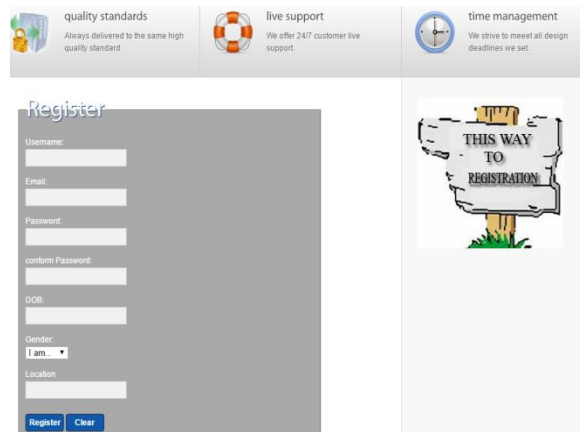 quality standards
Always delivered to the same high
quality standard.
live support
We offer 24/7 customer live
support.
time management
We strive to meeet all design
deadlines we set.
Register
Username:
Email:
Password:
conform Password:
DOB:
Gender:
I am..
Location
Register Clear
THIS WAY
TO
REGISTRATION